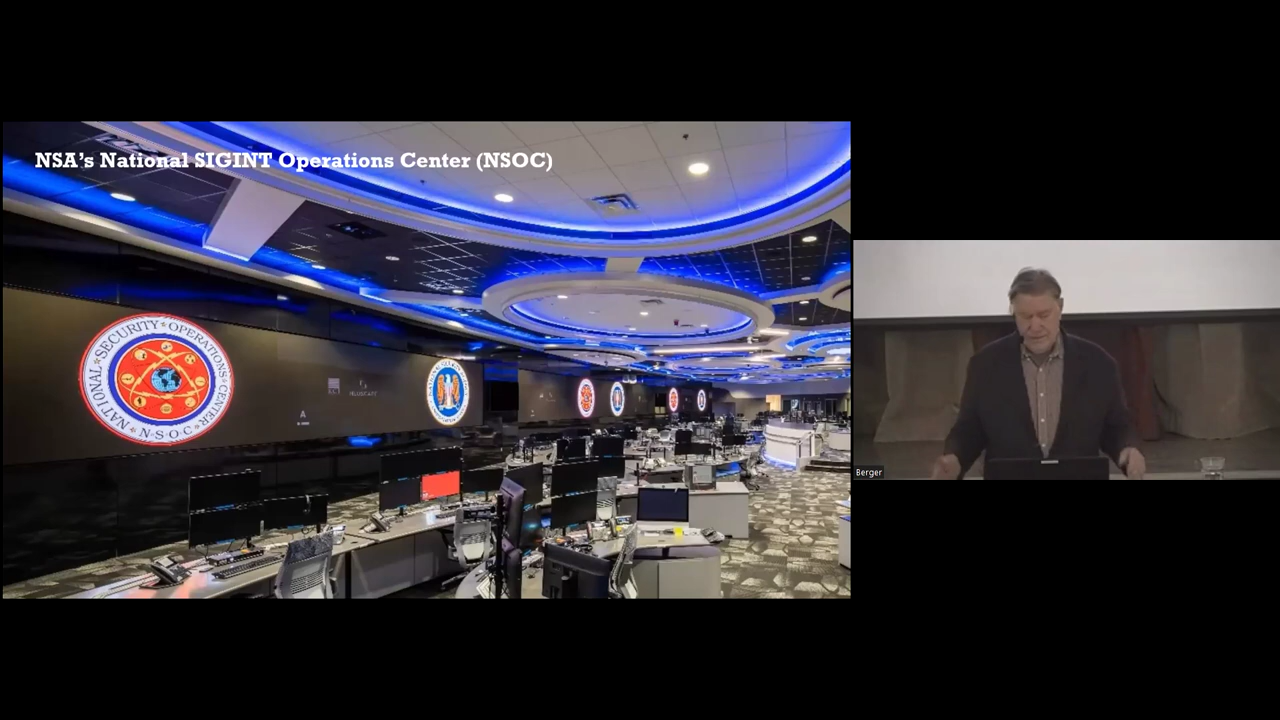 NSA's National SIGINT Operations Center (NSOC)
NATIONAL SECURITY OPERATIONS CENTER
N·S·O·C
Berger